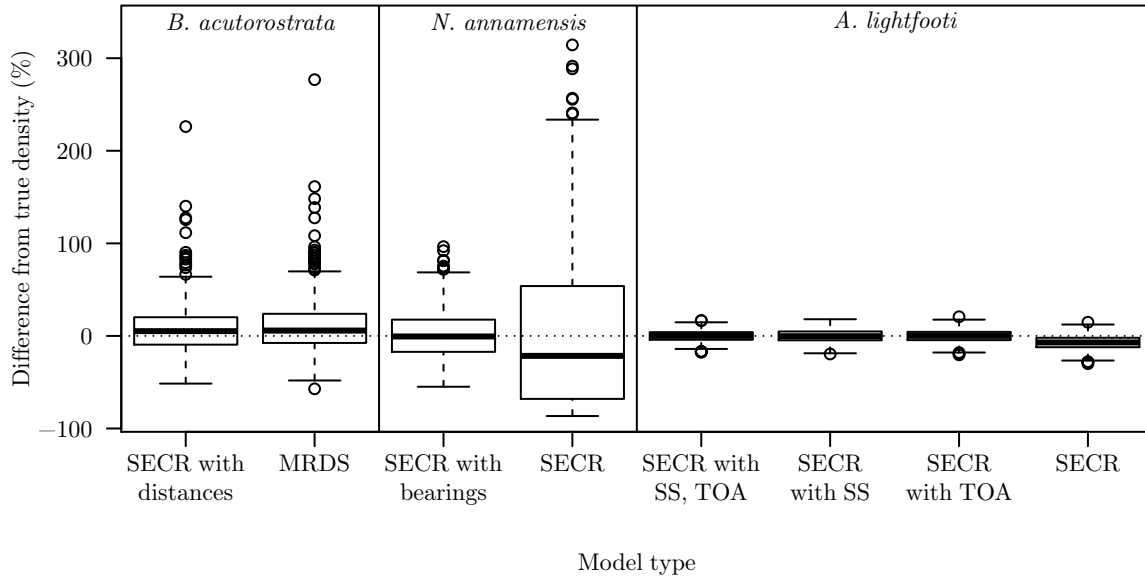 B. acutorostrata
N. annamensis
A. lightfooti
Difference from true density (%)
300
200
100
0
−100
SECR with
distances
MRDS
SECR with
bearings
SECR
SECR with
SS, TOA
SECR
with SS
SECR
with TOA
SECR
Model type